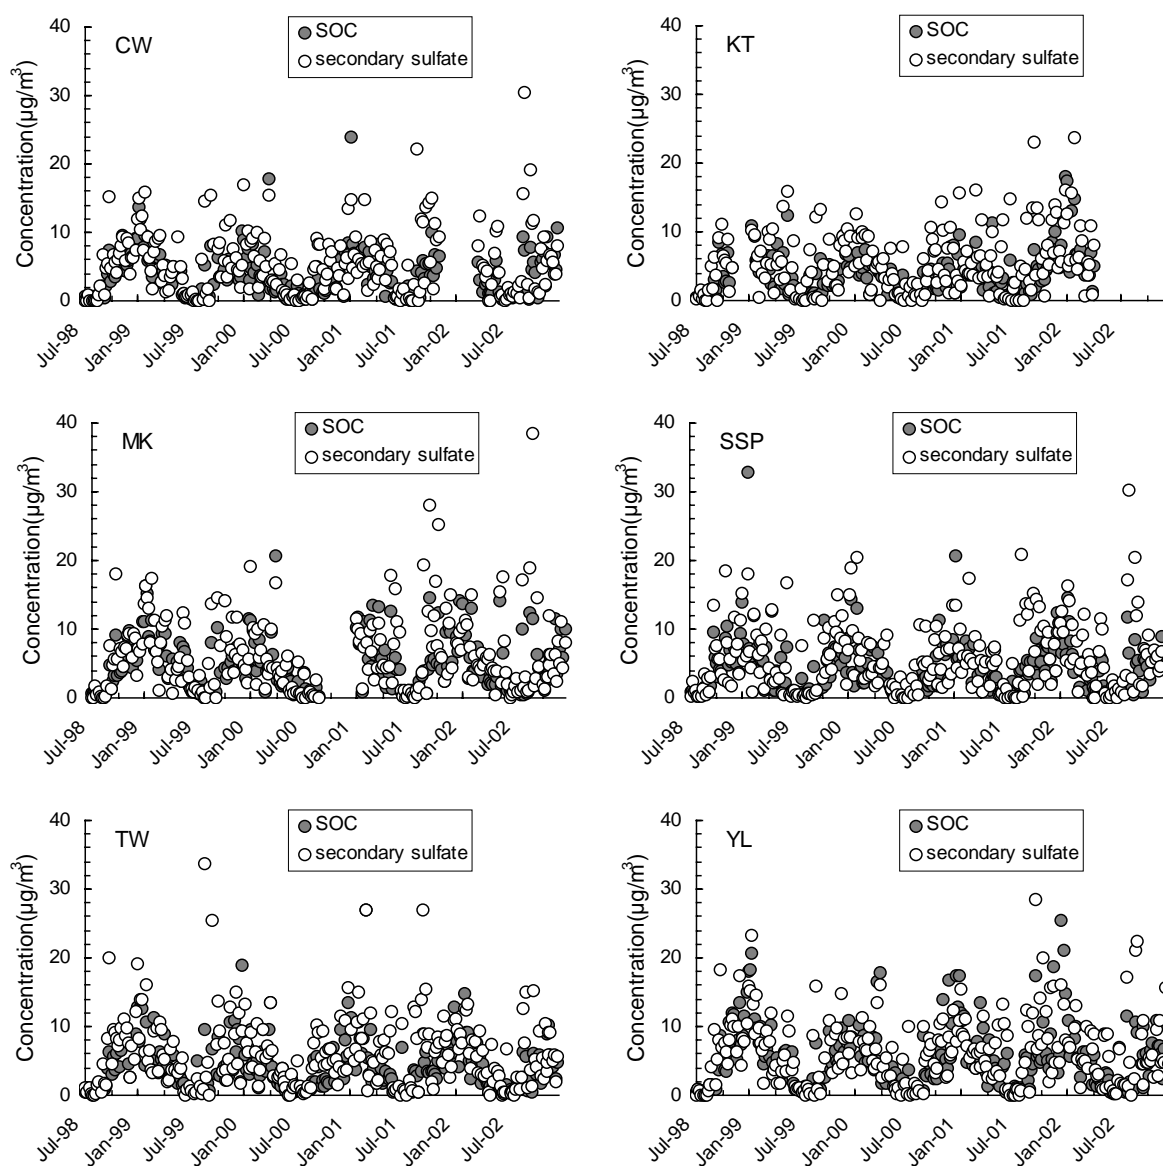 CW
SOC
secondary sulfate
Concentration(μg/m³)
40
30
20
10
0
Jul-98
Jan-99
Jul-99
Jan-00
Jul-00
Jan-01
Jul-01
Jan-02
Jul-02
KT
SOC
secondary sulfate
Concentration(μg/m³)
40
30
20
10
0
Jul-98
Jan-99
Jul-99
Jan-00
Jul-00
Jan-01
Jul-01
Jan-02
Jul-02
MK
SOC
secondary sulfate
Concentration(μg/m³)
40
30
20
10
0
Jul-98
Jan-99
Jul-99
Jan-00
Jul-00
Jan-01
Jul-01
Jan-02
Jul-02
SSP
SOC
secondary sulfate
Concentration(μg/m³)
40
30
20
10
0
Jul-98
Jan-99
Jul-99
Jan-00
Jul-00
Jan-01
Jul-01
Jan-02
Jul-02
TW
SOC
secondary sulfate
Concentration(μg/m³)
40
30
20
10
0
Jul-98
Jan-99
Jul-99
Jan-00
Jul-00
Jan-01
Jul-01
Jan-02
Jul-02
YL
SOC
secondary sulfate
Concentration(μg/m³)
40
30
20
10
0
Jul-98
Jan-99
Jul-99
Jan-00
Jul-00
Jan-01
Jul-01
Jan-02
Jul-02